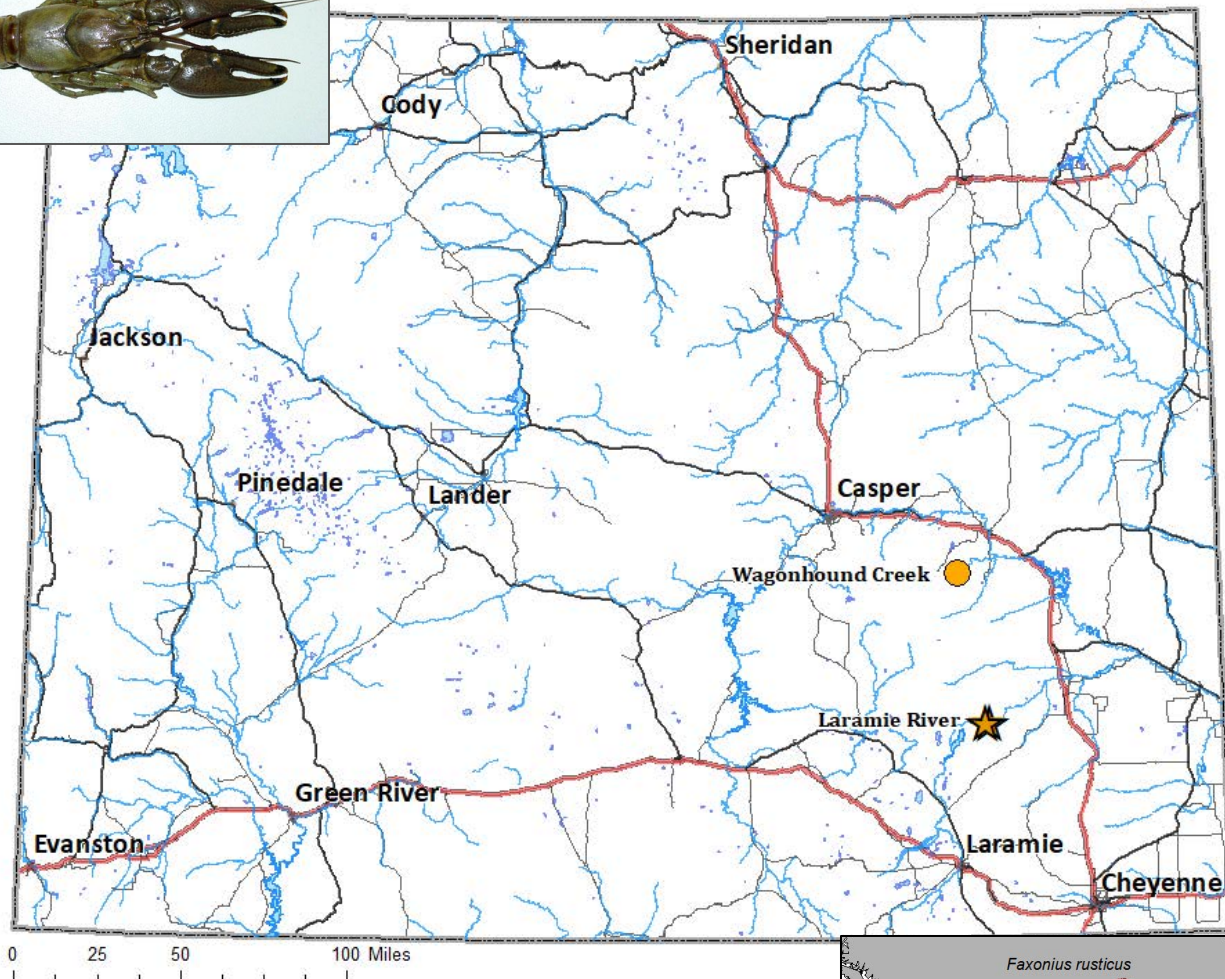 Sheridan
Cody
Jackson
Pinedale
Lander
Casper
Wagonhound Creek
Laramie River
Green River
Evanston
Laramie
Cheyenne
0 25 50 100 Miles
Faxonius rusticus